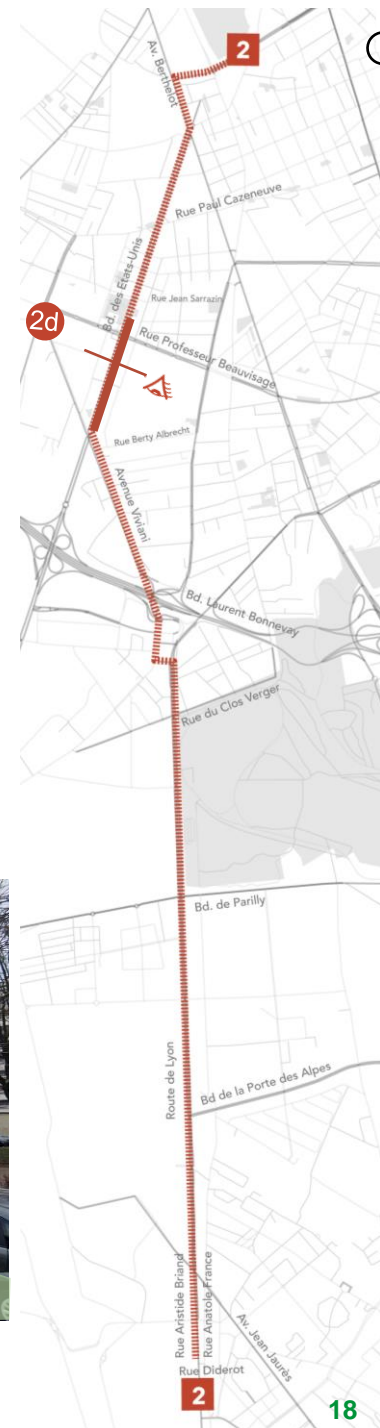 2
Av. Berthelot
Rue Paul Cazeneuve
Bd. des Etats-Unis
Rue Jean Sarrazin
2d
Rue Professeur Beauvisage
Rue Berty Albrecht
Avenue Viviani
Bd. Laurent Bonnevay
Rue du Clos Verger
Bd. de Parilly
Route de Lyon
Bd de la Porte des Alpes
Rue Aristide Briand
Rue Anatole France
Av. Jean Jaurès
Rue Diderot
2
18